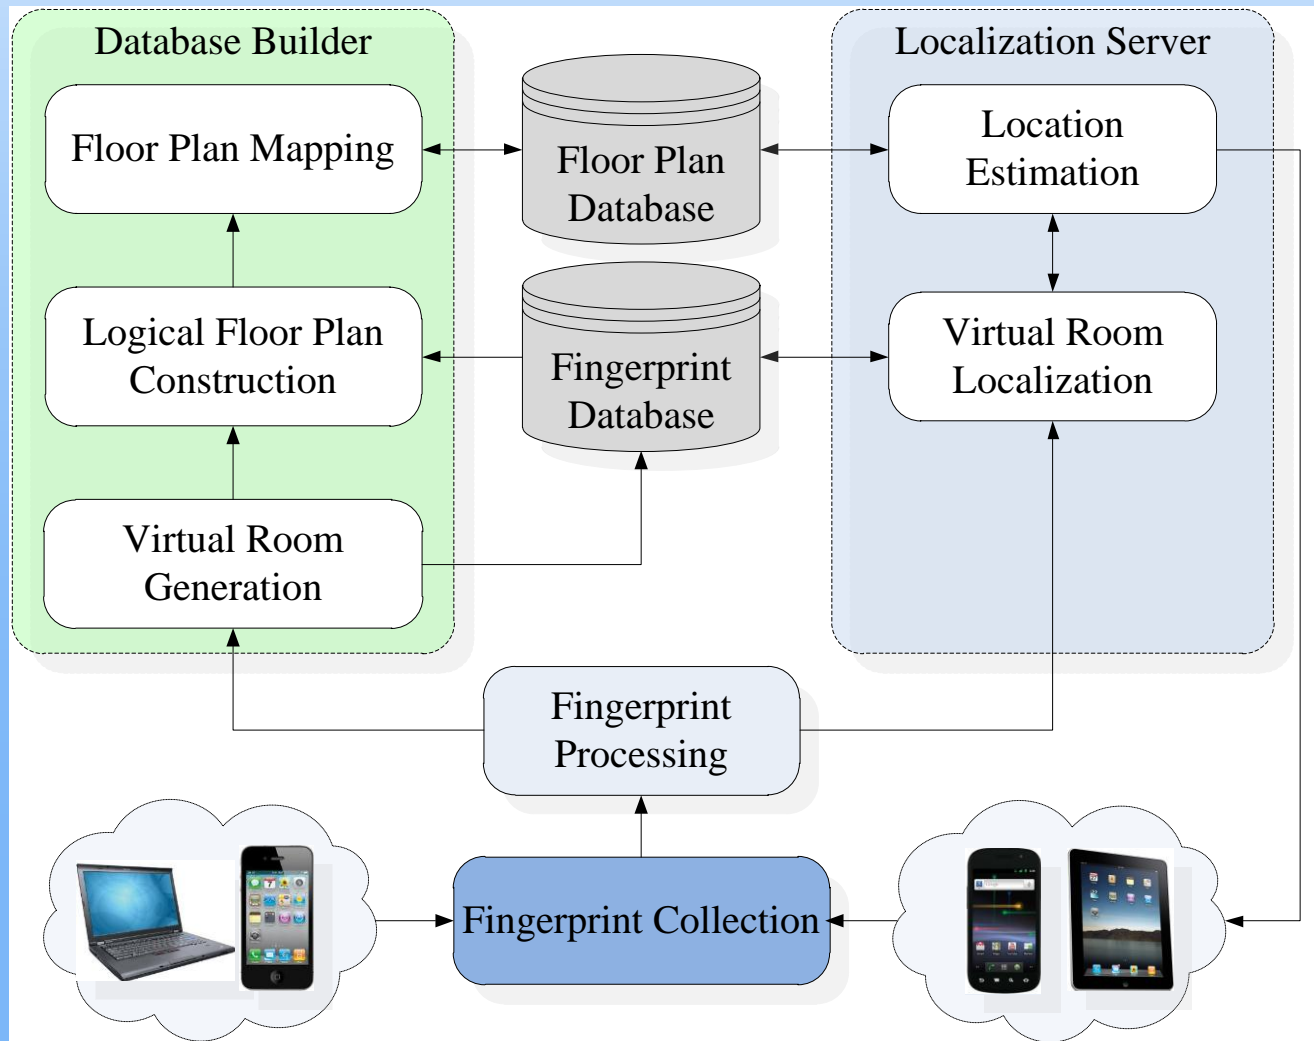 Database Builder
Floor Plan Mapping
Logical Floor Plan
Construction
Virtual Room
Generation
Floor Plan
Database
Fingerprint
Database
Localization Server
Location
Estimation
Virtual Room
Localization
Fingerprint
Processing
Fingerprint Collection